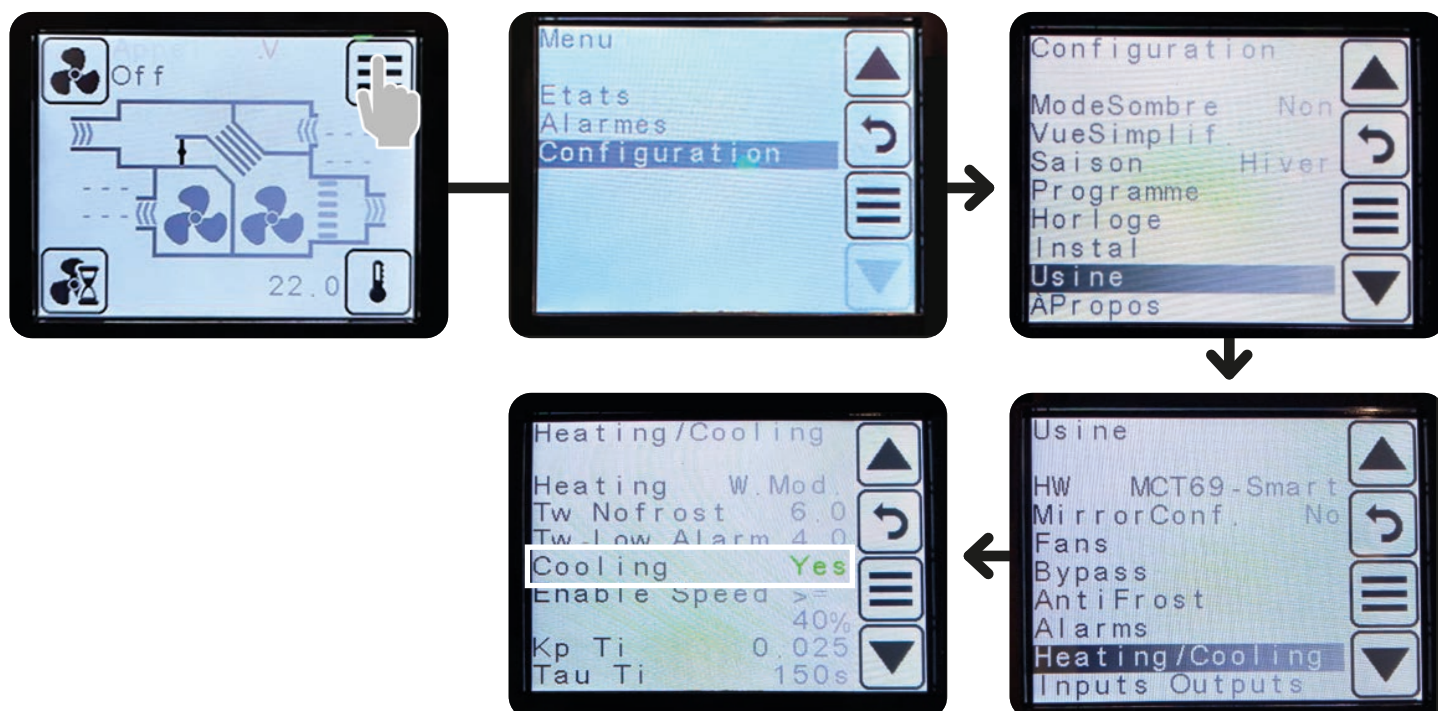 Appel .V.
Off
22.0
Menu
Etats
Alarmes
Configuration
Configuration
ModeSombre Non
VueSimplif.
Saison Hiver
Programme
Horloge
Instal
Usine
ÀPropos
Usine
HW MCT69-Smart
MirrorConf. No
Fans
Bypass
AntiFrost
Alarms
Heating/Cooling
Inputs Outputs
Heating/Cooling
Heating W.Mod.
Tw Nofrost 6.0
Tw Low Alarm 4.0
Cooling Yes
Enable Speed >=
40%
Kp Ti 0.025
Tau Ti 150s